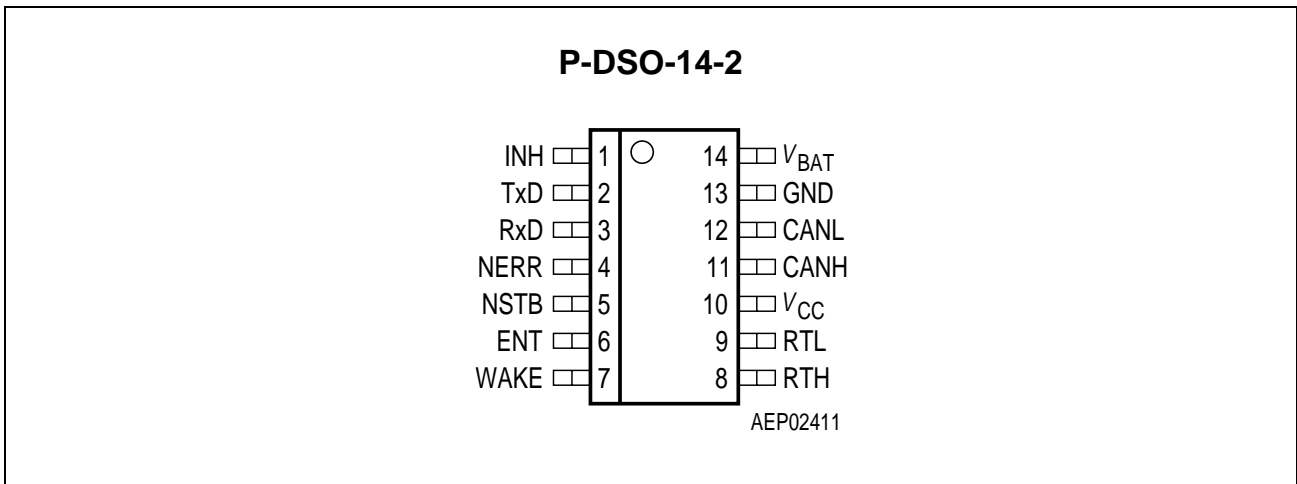 P-DSO-14-2
INH 1 14 VBAT
TxD 2 13 GND
RxD 3 12 CANL
NERR 4 11 CANH
NSTB 5 10 VCC
ENT 6 9 RTL
WAKE 7 8 RTH
AEP02411